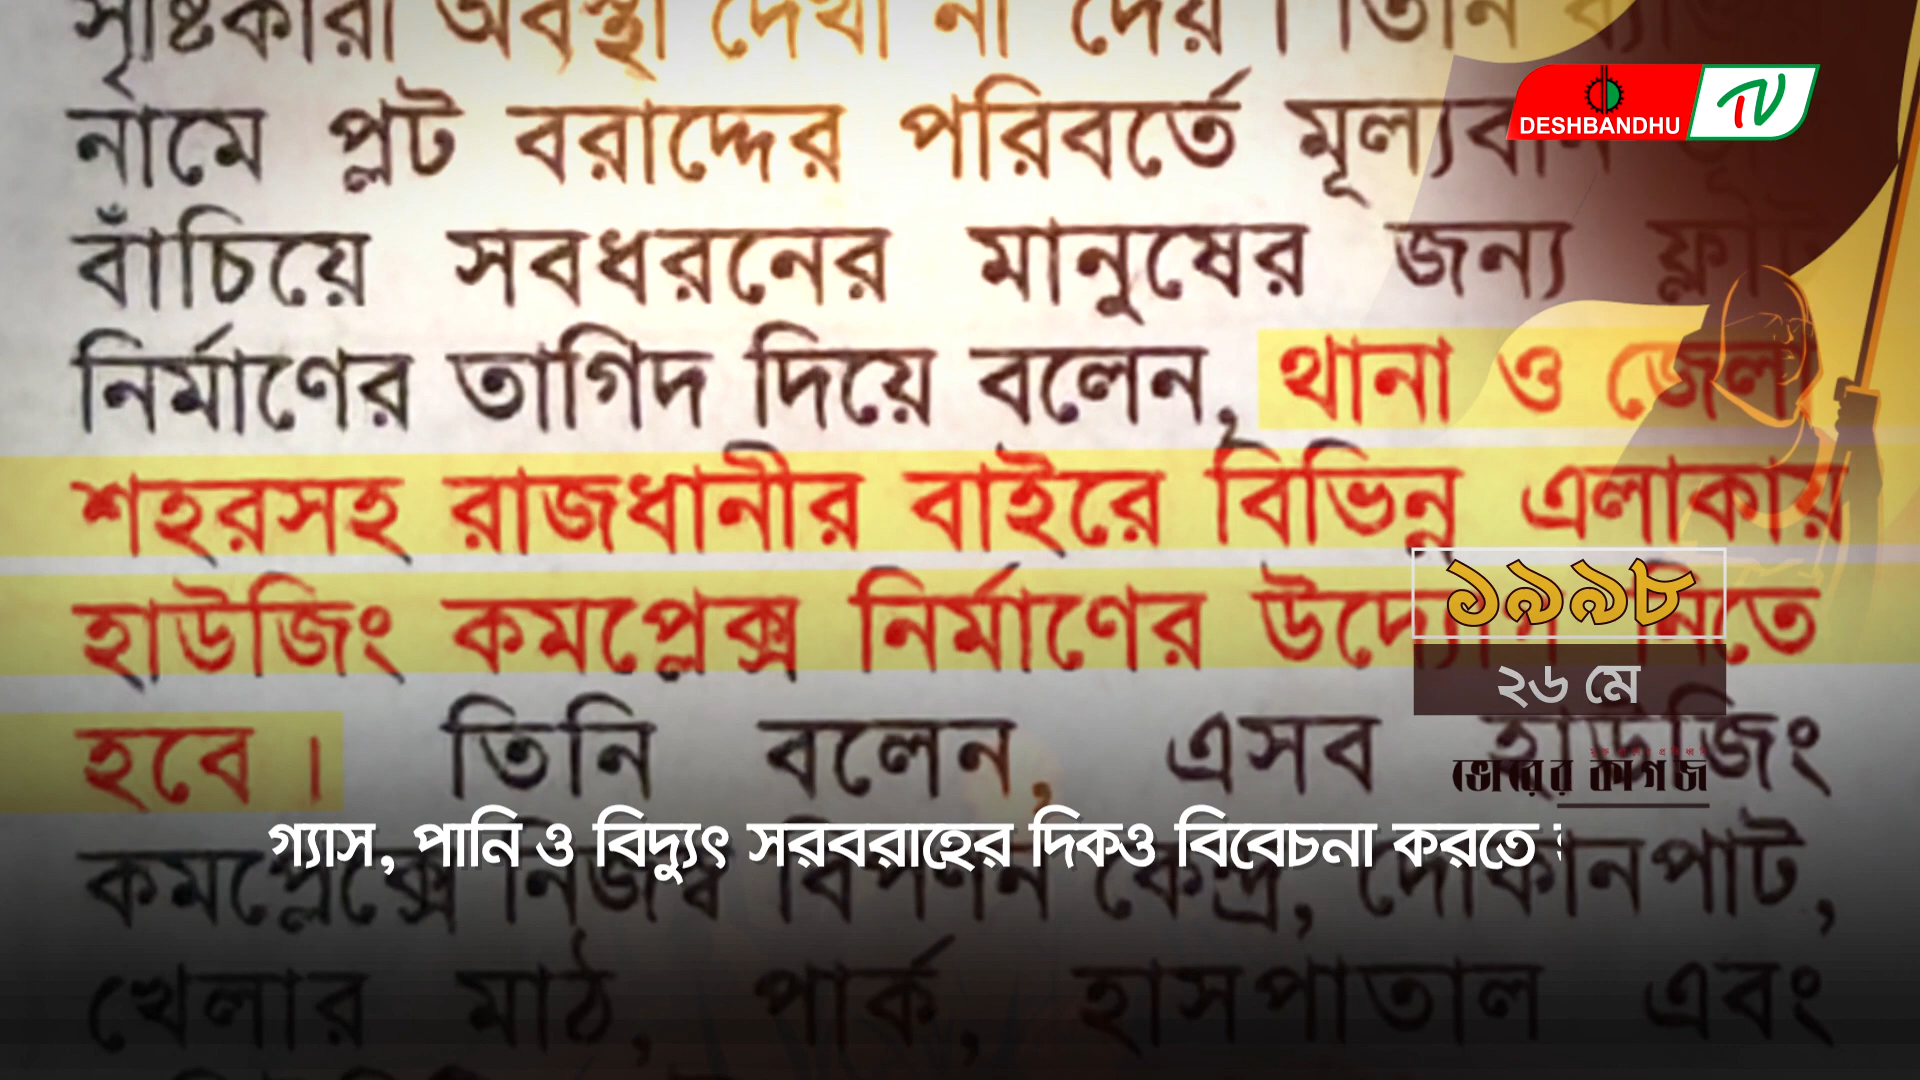 সৃষ্টিকারী অবস্থা দেখা না দেয়। তিনি
নামে প্লট বরাদ্দের পরিবর্তে মূল্যবান
বাঁচিয়ে সবধরনের মানুষের জন্য ফ্লাট
নির্মাণের তাগিদ দিয়ে বলেন, থানা ও জেলা
শহরসহ রাজধানীর বাইরে বিভিন্ন এলাকায়
হাউজিং কমপ্লেক্স নির্মাণের উদ্যোগ নিতে
হবে। তিনি বলেন, এসব হাউজিং
কমপ্লেক্সে নিজস্ব বিপণন কেন্দ্র, দোকানপাট,
খেলার মাঠ, পার্ক, হাসপাতাল এবং
DESHBANDHU TV
১৯৯৮
২৬ মে
ভোরের কাগজ
গ্যাস, পানি ও বিদ্যুৎ সরবরাহের দিকও বিবেচনা করতে